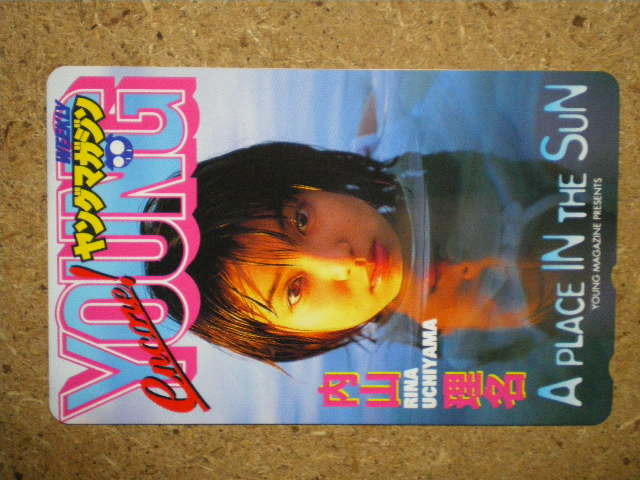 WEEKLY
YOUNG
ヤングマガジン
Encore!
内山理名
RINA
UCHIYAMA
A PLACE IN THE SUN
YOUNG MAGAZINE PRESENTS